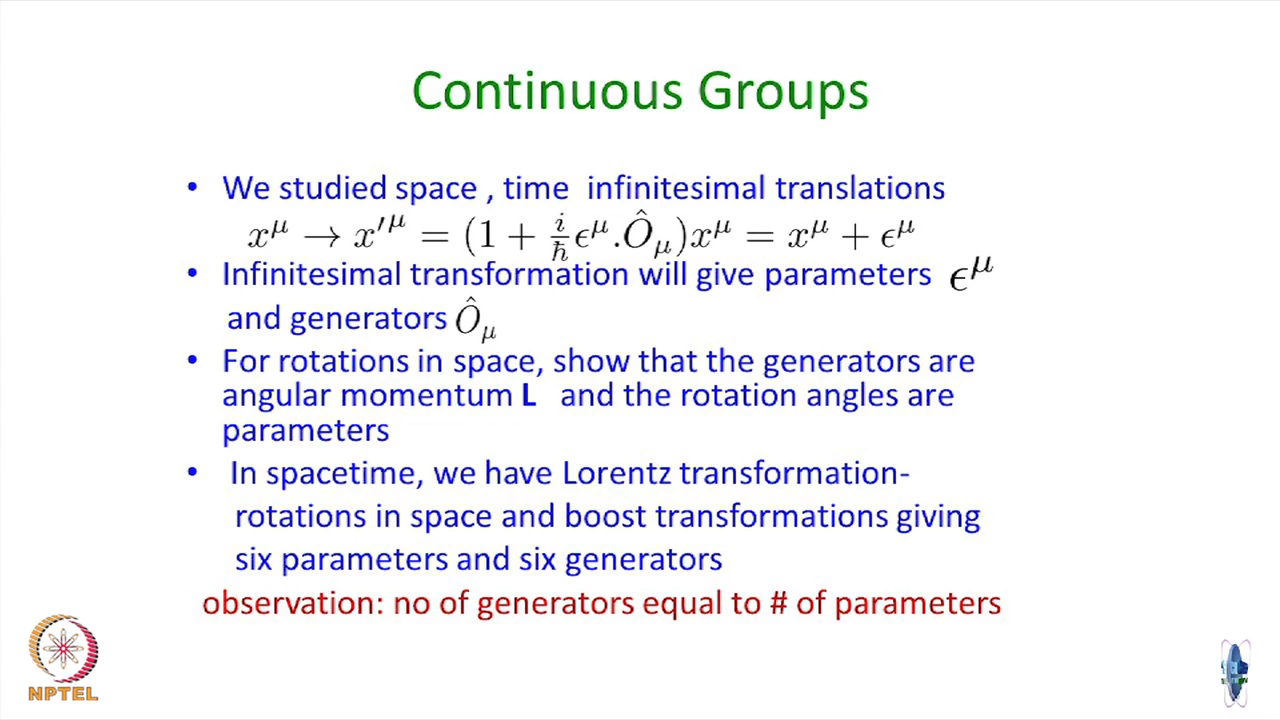 Continuous Groups
• We studied space , time infinitesimal translations
x^μ → x'^μ = (1 + i/ħ ε^μ.Ô_μ)x^μ = x^μ + ε^μ
• Infinitesimal transformation will give parameters ε^μ
and generators Ô_μ
• For rotations in space, show that the generators are
angular momentum L and the rotation angles are
parameters
• In spacetime, we have Lorentz transformation-
rotations in space and boost transformations giving
six parameters and six generators
observation: no of generators equal to # of parameters
NPTEL